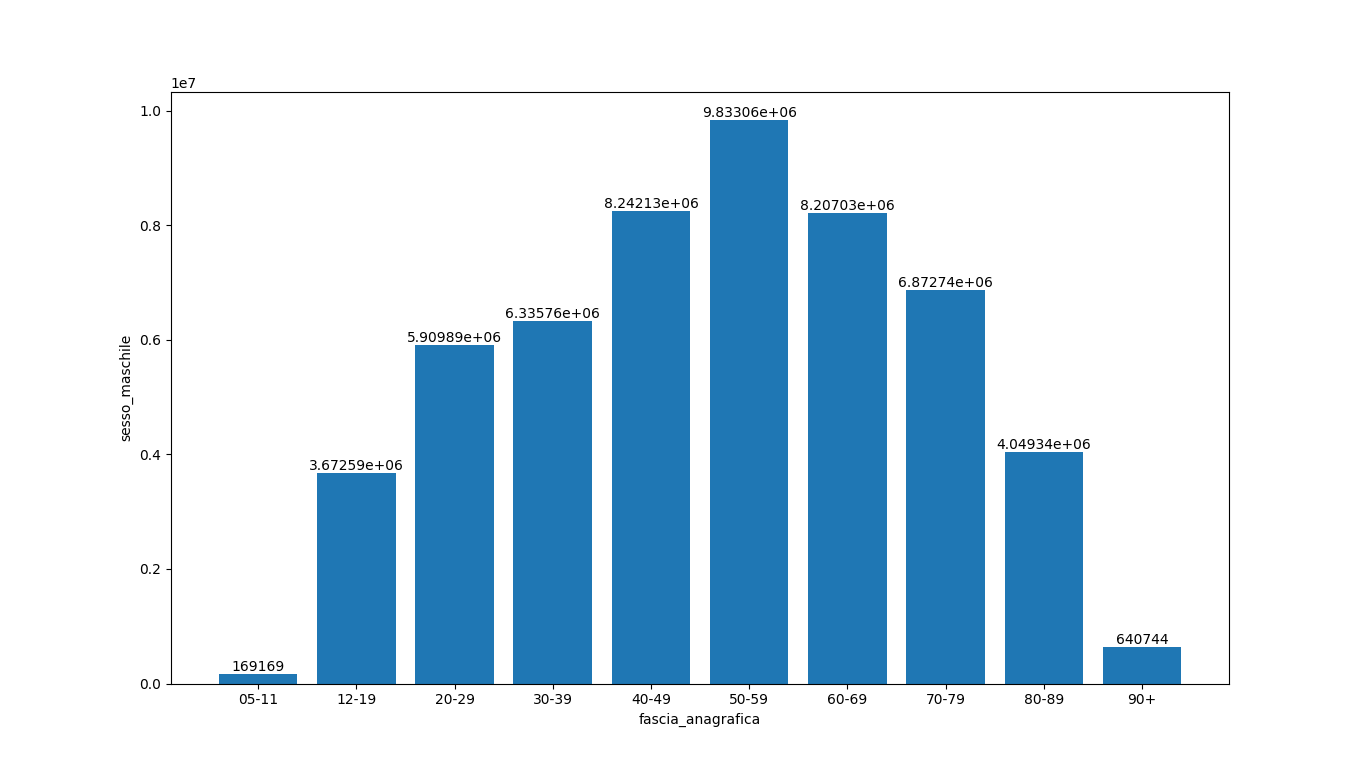 1e7
1.0
0.8
0.6
0.4
0.2
0.0
sesso_maschile
169169
3.67259e+06
5.90989e+06
6.33576e+06
8.24213e+06
9.83306e+06
8.20703e+06
6.87274e+06
4.04934e+06
640744
05-11 12-19 20-29 30-39 40-49 50-59 60-69 70-79 80-89 90+
fascia_anagrafica